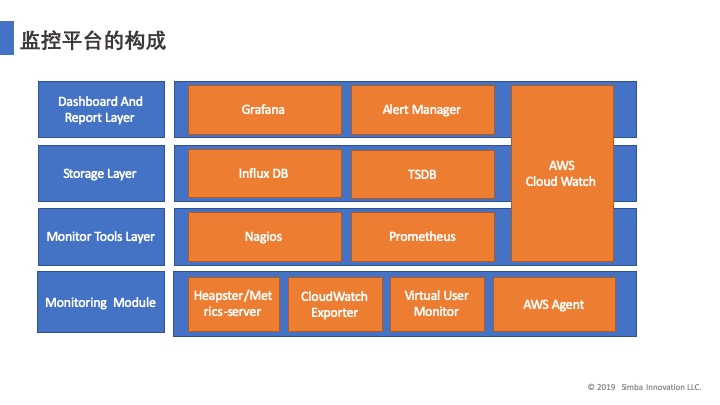 监控平台的构成
Dashboard And
Report Layer
Grafana
Alert Manager
AWS
Cloud Watch
Storage Layer
Influx DB
TSDB
Monitor Tools Layer
Nagios
Prometheus
Monitoring Module
Heapster/Met
rics-server
CloudWatch
Exporter
Virtual User
Monitor
AWS Agent
© 2019 Simba Innovation LLC.